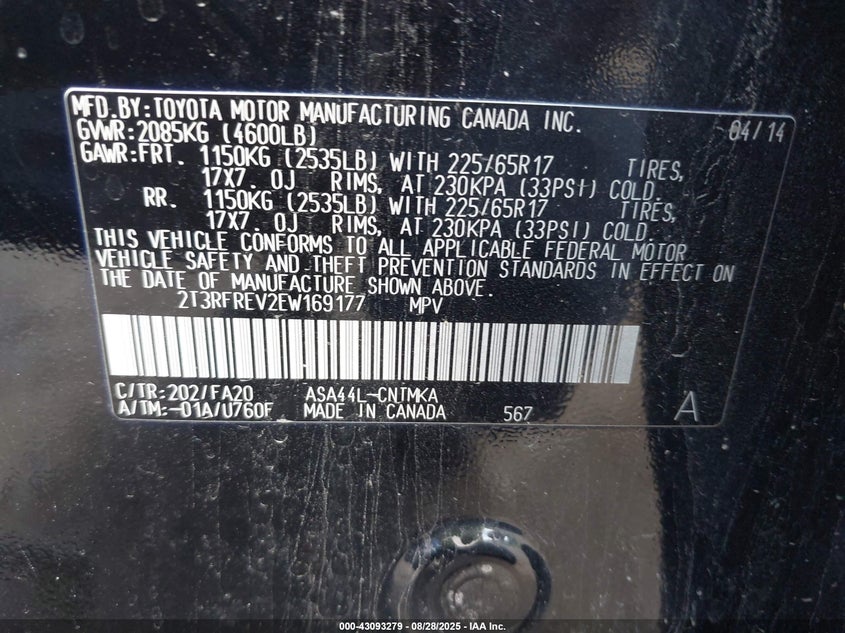 MFD.BY:TOYOTA MOTOR MANUFACTURING CANADA INC. 04/14
GVWR:2085KG (4600LB)
GAWR:FRT. 1150KG (2535LB) WITH 225/65R17 TIRES,
17X7.0J RIMS, AT 230KPA (33PSI) COLD.
RR. 1150KG (2535LB) WITH 225/65R17 TIRES,
17X7.0J RIMS, AT 230KPA (33PSI) COLD.
THIS VEHICLE CONFORMS TO ALL APPLICABLE FEDERAL MOTOR
VEHICLE SAFETY AND THEFT PREVENTION STANDARDS IN EFFECT ON
THE DATE OF MANUFACTURE SHOWN ABOVE.
2T3RFREV2EW169177 MPV
C/TR:202/FA20 ASA44L-CNTMKA
A/TM:-01A/U760F MADE IN CANADA 567 A
000-43093279 - 08/28/2025 - IAA Inc.